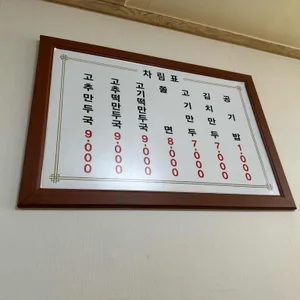 차림표
고추만두국 9,000
고추떡만두국 9,000
고기떡만두국 9,000
쫄면 8,000
고기만두 7,000
김치만두 7,000
공기밥 1,000